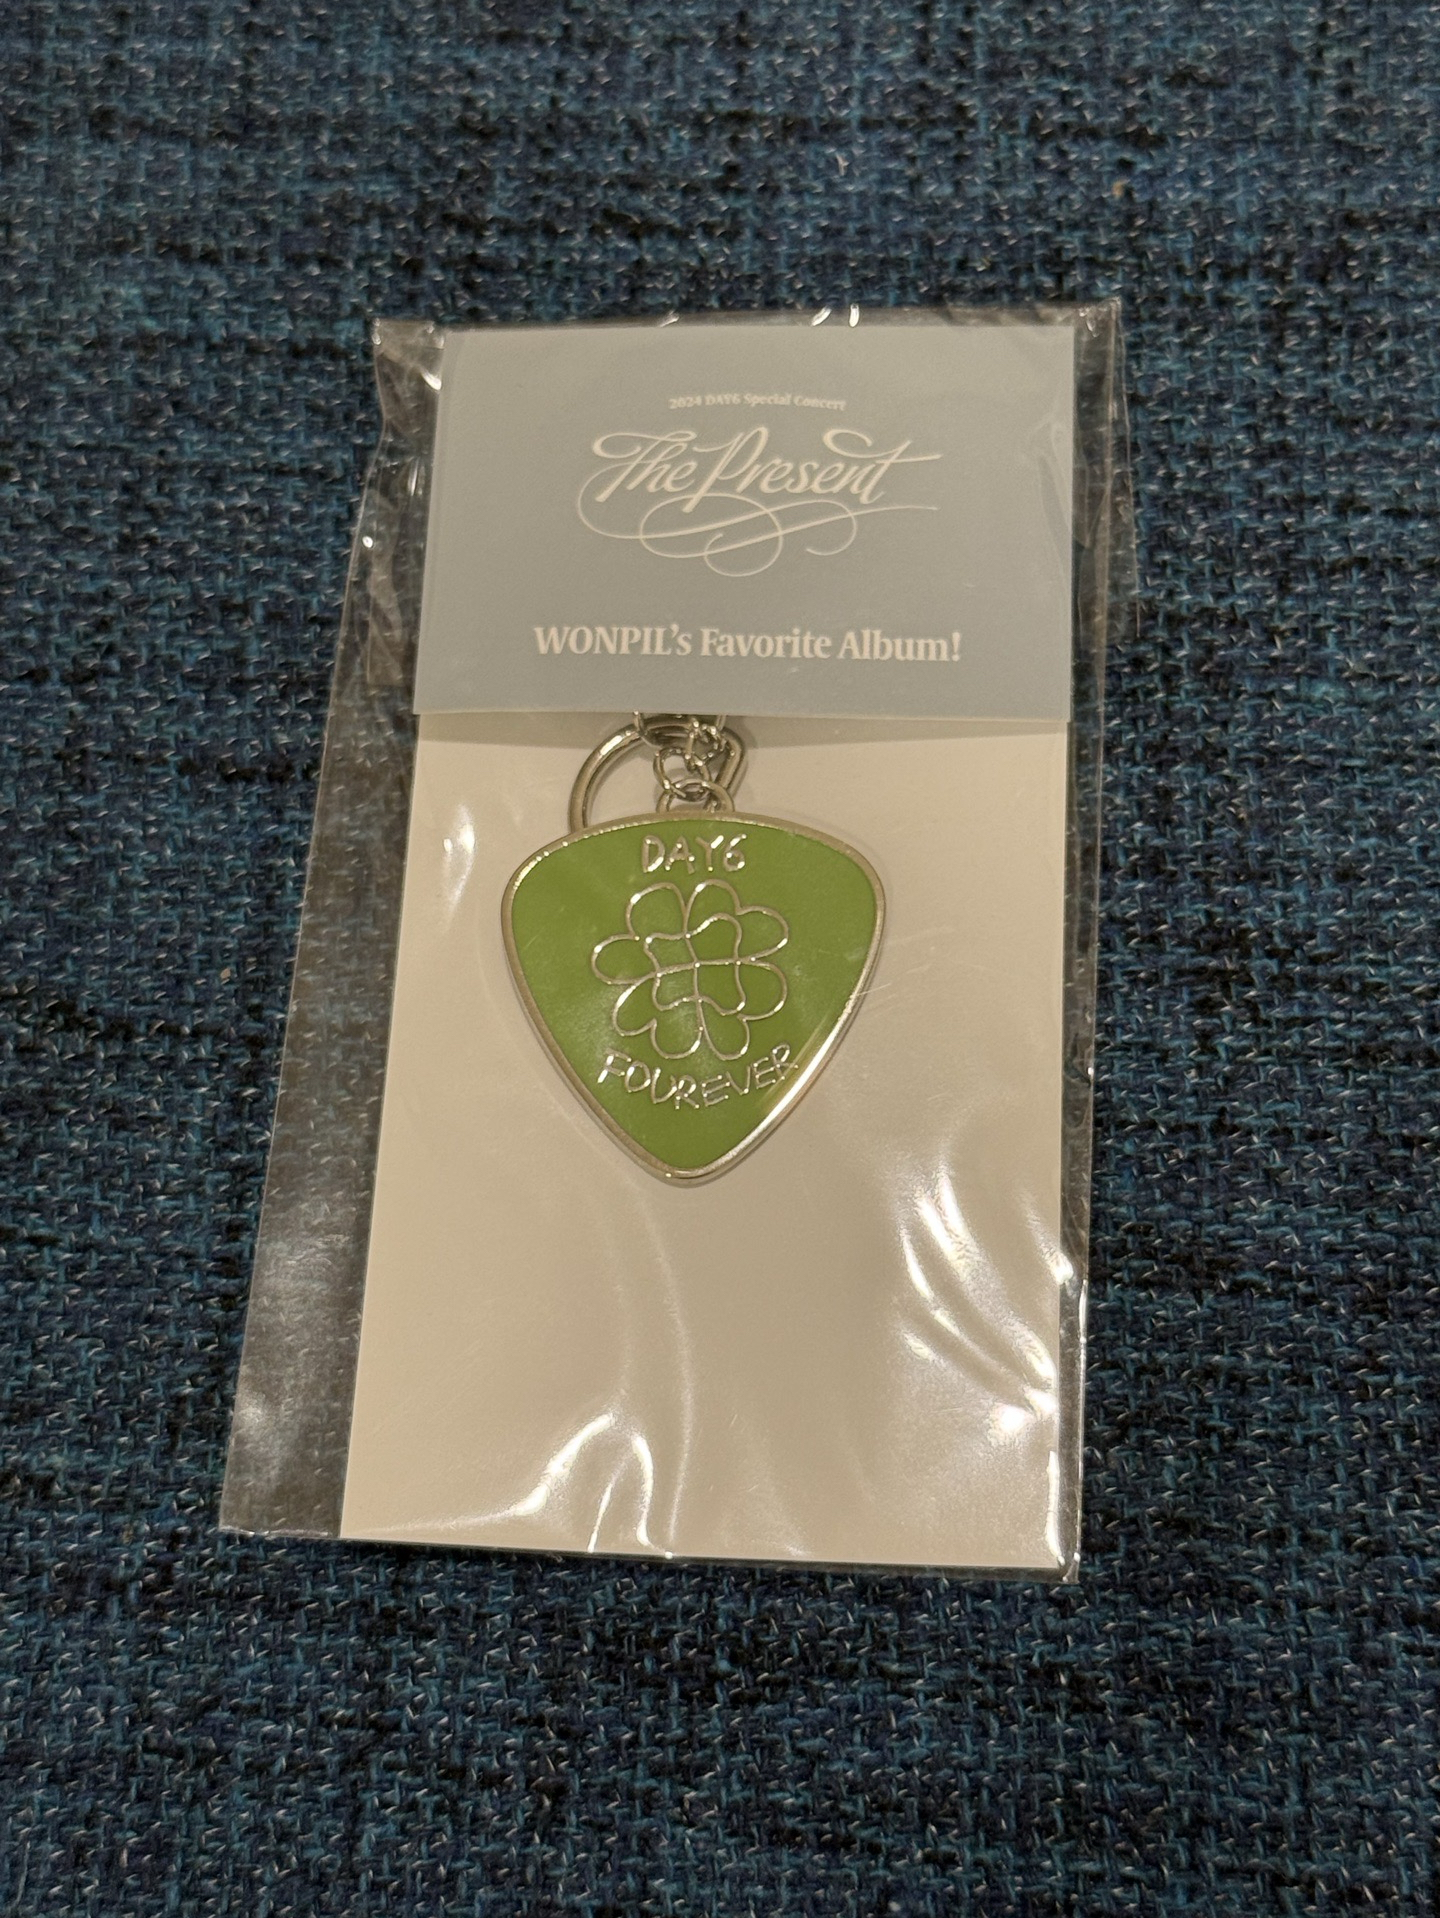 2024 DAY6 Special Concert
The Present
WONPIL's Favorite Album!
DAY6
FOUREVER